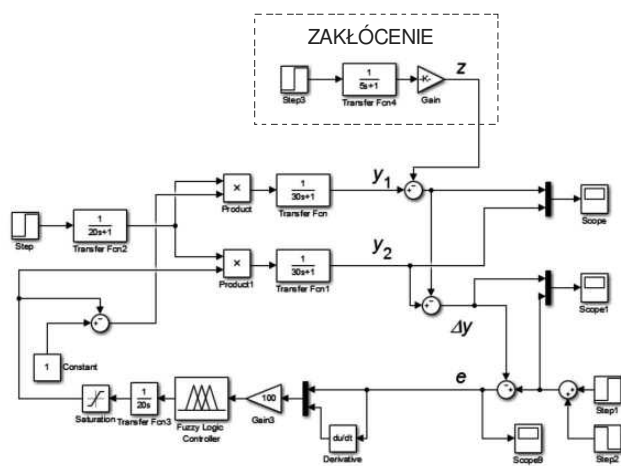 ZAKŁÓCENIE
Step3
1
5s+1
Transfer Fcn4
-K-
Gain
z
×
Product
1
30s+1
Transfer Fcn
y1
Scope
Step
1
20s+1
Transfer Fcn2
×
Product1
1
30s+1
Transfer Fcn1
y2
Δy
Scope1
1
Constant
Saturation
1
20s
Transfer Fcn3
Fuzzy Logic
Controller
100
Gain3
du/dt
Derivative
e
Scope9
Step1
Step2